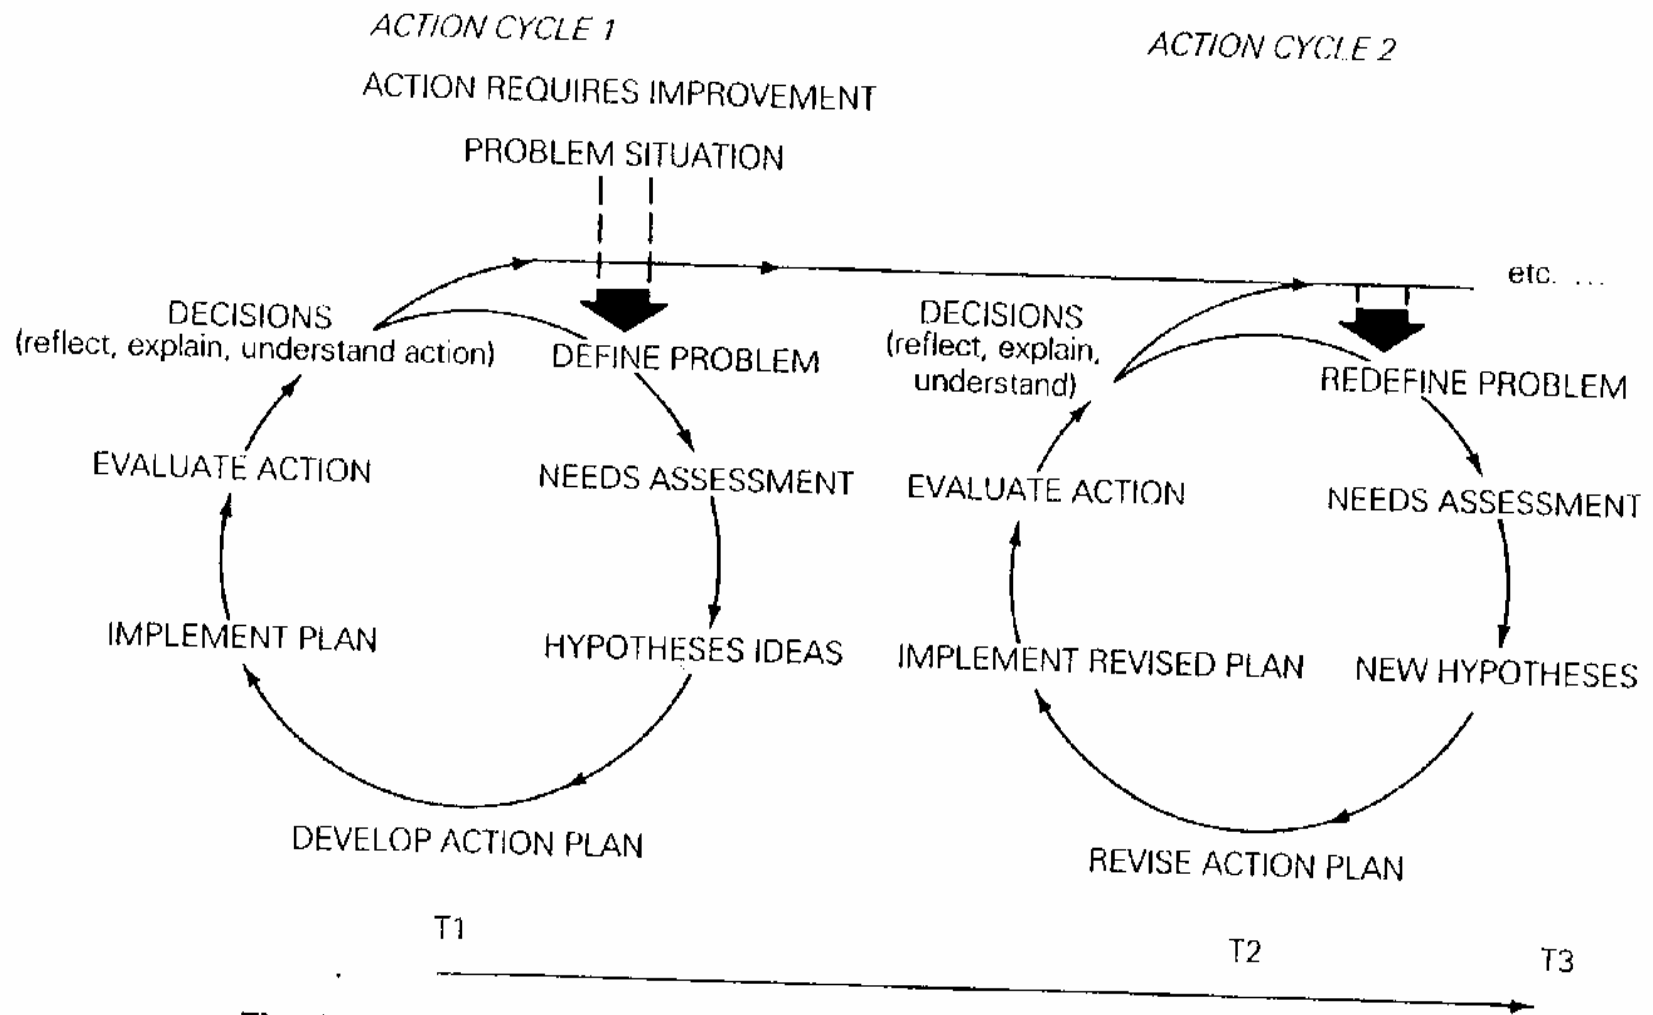 ACTION CYCLE 1
ACTION REQUIRES IMPROVEMENT
PROBLEM SITUATION
DECISIONS
(reflect, explain, understand action)
DEFINE PROBLEM
EVALUATE ACTION
NEEDS ASSESSMENT
IMPLEMENT PLAN
HYPOTHESES IDEAS
DEVELOP ACTION PLAN
ACTION CYCLE 2
etc. ...
DECISIONS
(reflect, explain,
understand)
REDEFINE PROBLEM
EVALUATE ACTION
NEEDS ASSESSMENT
IMPLEMENT REVISED PLAN
NEW HYPOTHESES
REVISE ACTION PLAN
T1
T2
T3